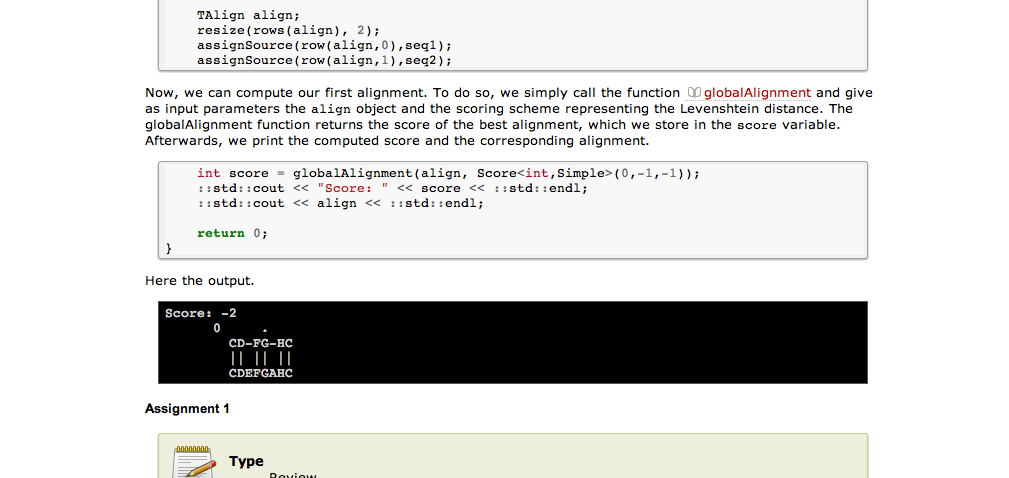 TAlign align;
resize(rows(align), 2);
assignSource(row(align,0),seq1);
assignSource(row(align,1),seq2);
Now, we can compute our first alignment. To do so, we simply call the function globalAlignment and give
as input parameters the align object and the scoring scheme representing the Levenshtein distance. The
globalAlignment function returns the score of the best alignment, which we store in the score variable.
Afterwards, we print the computed score and the corresponding alignment.
int score = globalAlignment(align, Score<int,Simple>(0,-1,-1));
::std::cout << "Score: " << score << ::std::endl;
::std::cout << align << ::std::endl;
return 0;
}
Here the output.
Score: -2
0 .
CD-FG-HC
|| || ||
CDEFGAHC
Assignment 1
Type
Review